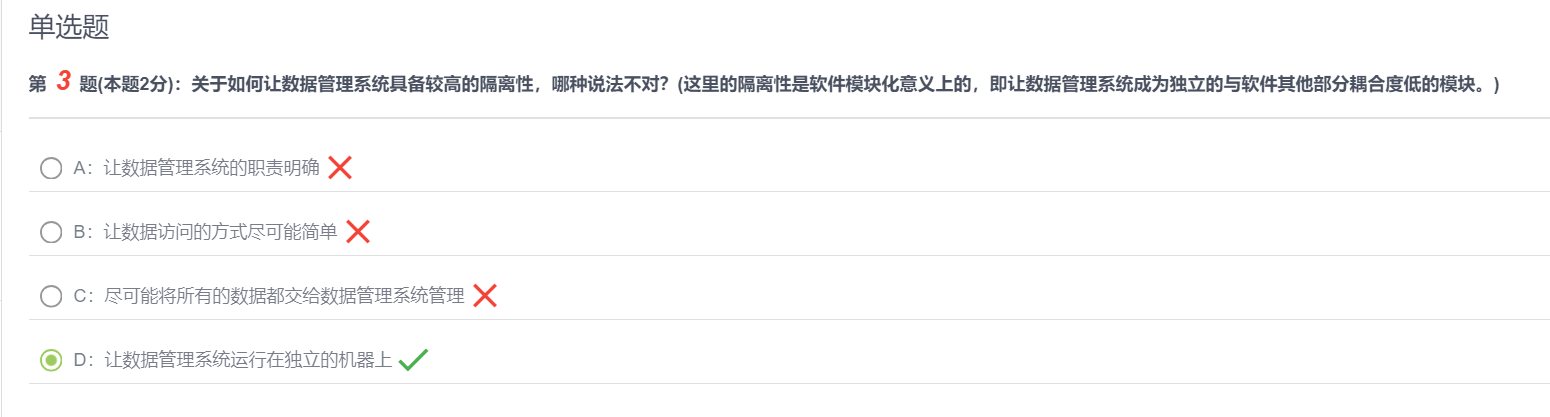 单选题
第 3 题(本题2分)：关于如何让数据管理系统具备较高的隔离性，哪种说法不对？(这里的隔离性是软件模块化意义上的，即让数据管理系统成为独立的与软件其他部分耦合度低的模块。)
A：让数据管理系统的职责明确
B：让数据访问的方式尽可能简单
C：尽可能将所有的数据都交给数据管理系统管理
D：让数据管理系统运行在独立的机器上